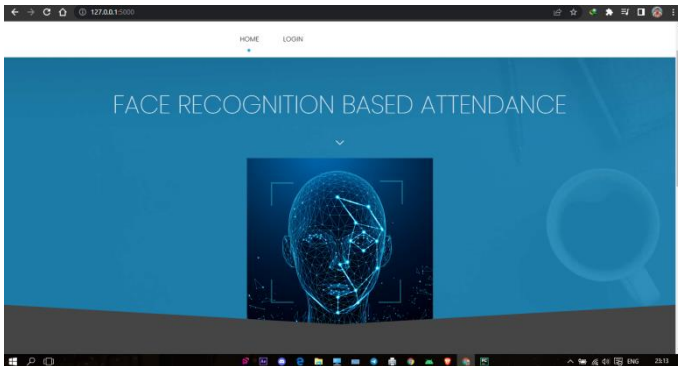 127.0.0.1:5000
HOME LOGIN
FACE RECOGNITION BASED ATTENDANCE
ENG 23:13